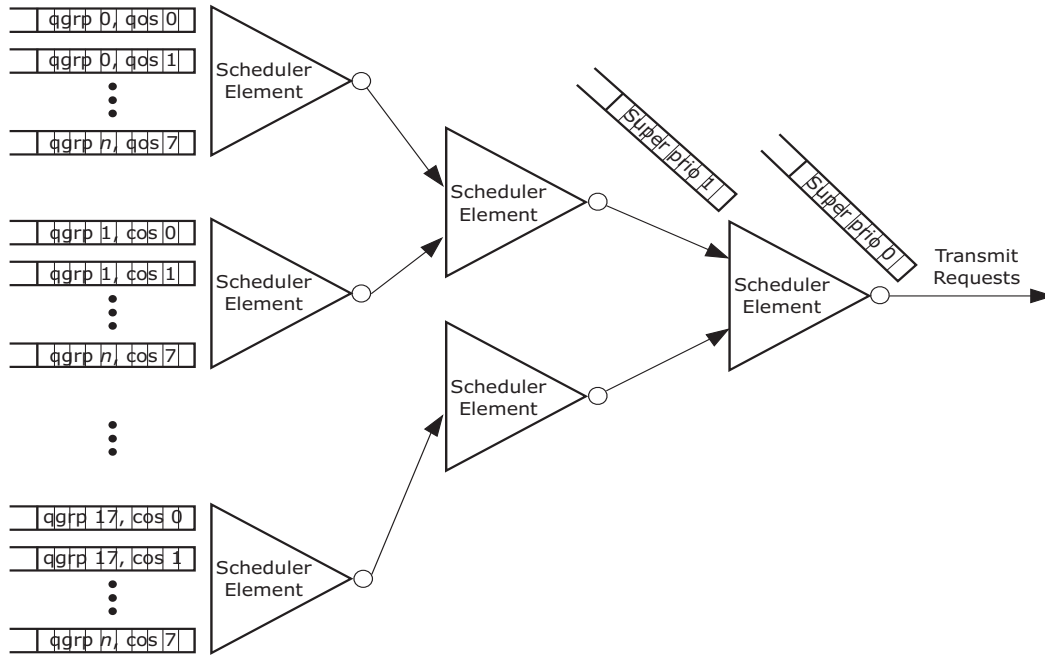 qgrp 0, qos 0
qgrp 0, qos 1
qgrp n, qos 7
Scheduler
Element
qgrp 1, cos 0
qgrp 1, cos 1
qgrp n, cos 7
Scheduler
Element
qgrp 17, cos 0
qgrp 17, cos 1
qgrp n, cos 7
Scheduler
Element
Scheduler
Element
Scheduler
Element
Super prio 1
Super prio 0
Scheduler
Element
Transmit
Requests